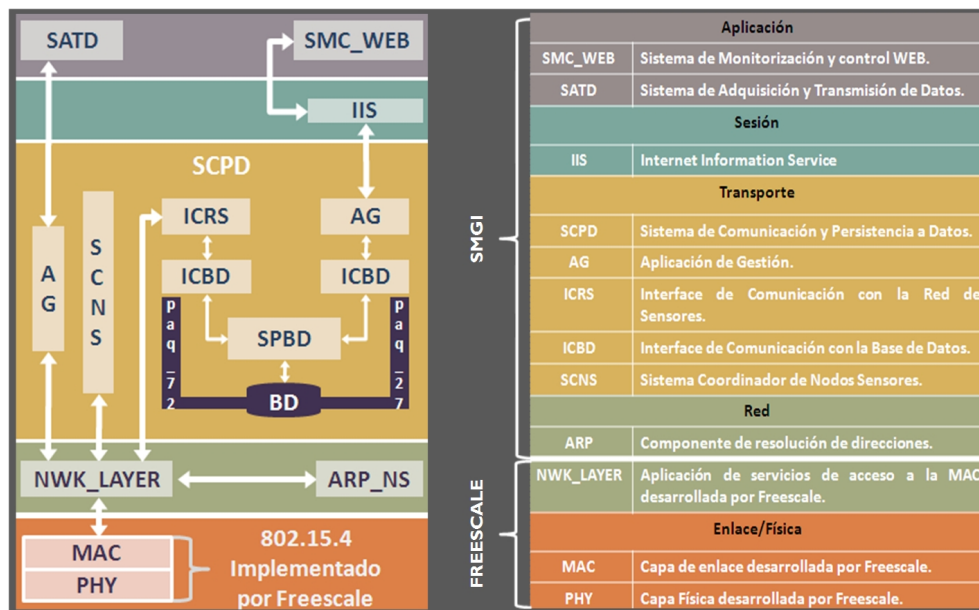 SATD
SMC_WEB
IIS
SCPD
ICRS
AG
A
G
S
C
N
S
ICBD
ICBD
p
a
q
_
7
2
p
a
q
_
2
7
SPBD
BD
NWK_LAYER
ARP_NS
MAC
PHY
802.15.4
Implementado
por Freescale
SMGI
FREESCALE
Aplicación
SMC_WEB Sistema de Monitorización y control WEB.
SATD Sistema de Adquisición y Transmisión de Datos.
Sesión
IIS Internet Information Service
Transporte
SCPD Sistema de Comunicación y Persistencia a Datos.
AG Aplicación de Gestión.
ICRS Interface de Comunicación con la Red de
Sensores.
ICBD Interface de Comunicación con la Base de Datos.
SCNS Sistema Coordinador de Nodos Sensores.
Red
ARP Componente de resolución de direcciones.
NWK_LAYER Aplicación de servicios de acceso a la MAC
desarrollada por Freescale.
Enlace/Física
MAC Capa de enlace desarrollada por Freescale.
PHY Capa Física desarrollada por Freescale.